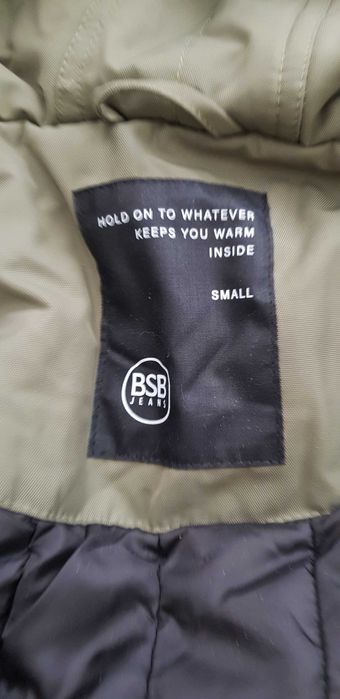 HOLD ON TO WHATEVER
KEEPS YOU WARM
INSIDE
SMALL
BSB
JEANS